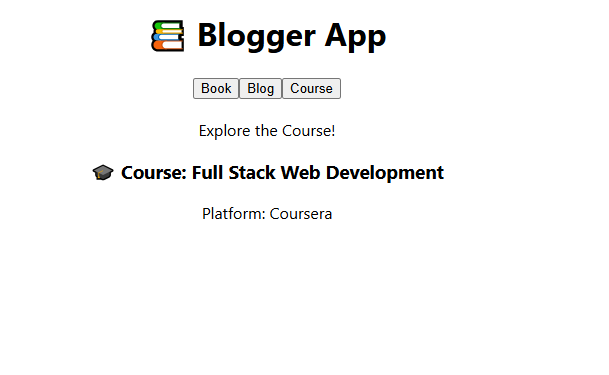 📚 Blogger App
Book Blog Course
Explore the Course!
🎓 Course: Full Stack Web Development
Platform: Coursera